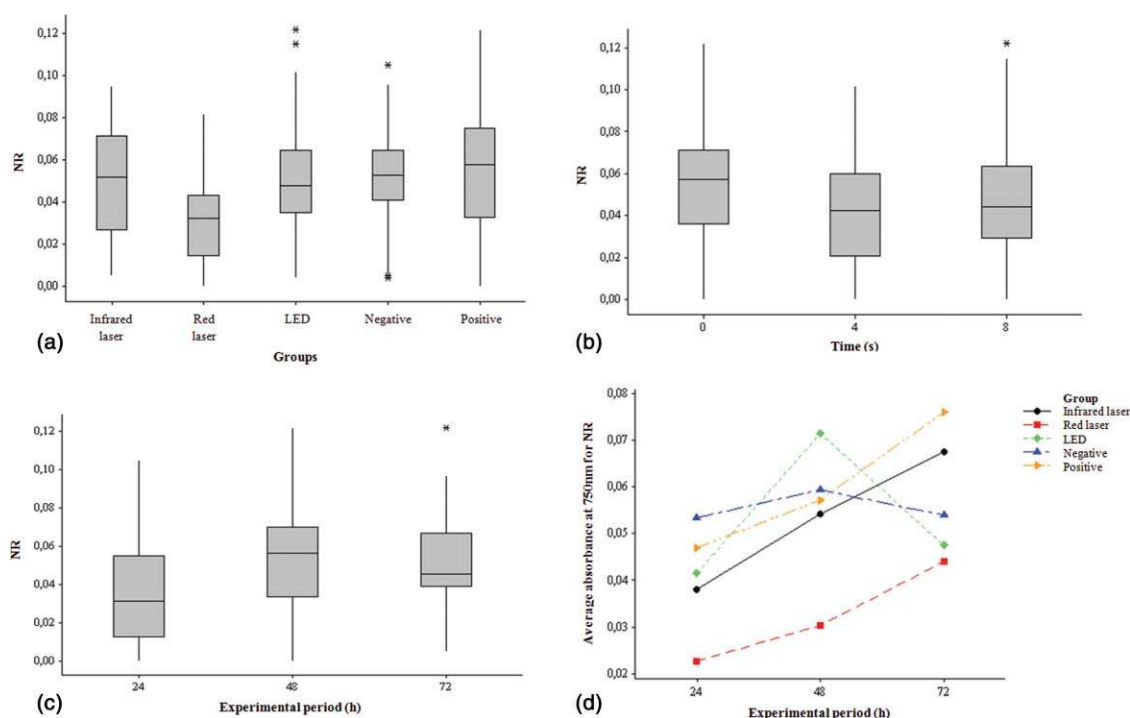 0,12
0,10
0,08
0,06
0,04
0,02
0,00
NR
Infrared laser
Red laser
LED
Negative
Positive
Groups
(a)
0,12
0,10
0,08
0,06
0,04
0,02
0,00
NR
0
4
8
Time (s)
(b)
0,12
0,10
0,08
0,06
0,04
0,02
0,00
NR
24
48
72
Experimental period (h)
(c)
0,08
0,07
0,06
0,05
0,04
0,03
0,02
Average absorbance at 750nm for NR
24
48
72
Experimental period (h)
(d)
Group
Infrared laser
Red laser
LED
Negative
Positive